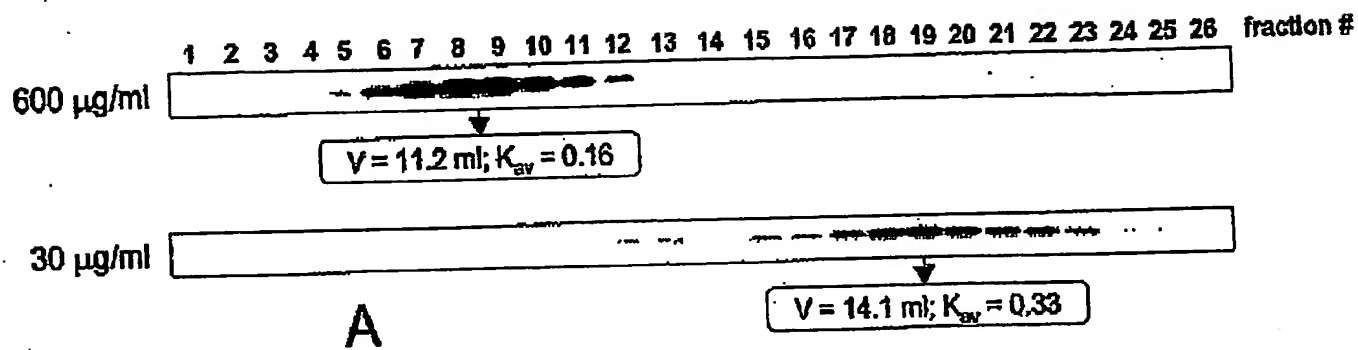 1 2 3 4 5 6 7 8 9 10 11 12 13 14 15 16 17 18 19 20 21 22 23 24 25 26 fraction #
600 µg/ml
V = 11.2 ml; Kav = 0.16
30 µg/ml
V = 14.1 ml; Kav = 0.33
A